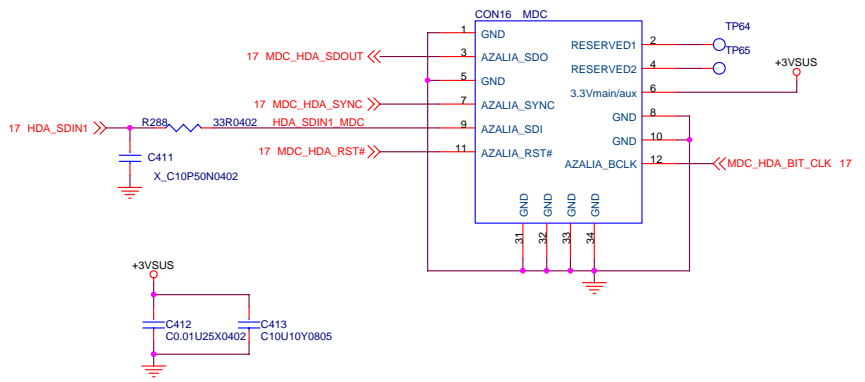 CON16 MDC
1 GND
RESERVED1 2 TP64
17 MDC_HDA_SDOUT 3 AZALIA_SDO
RESERVED2 4 TP65
5 GND
3.3Vmain/aux 6 +3VSUS
17 MDC_HDA_SYNC 7 AZALIA_SYNC
GND 8
17 HDA_SDIN1 R288 33R0402 HDA_SDIN1_MDC 9 AZALIA_SDI
GND 10
17 MDC_HDA_RST# 11 AZALIA_RST#
AZALIA_BCLK 12 MDC_HDA_BIT_CLK 17
C411
X_C10P50N0402
GND GND GND GND
31 32 33 34
+3VSUS
C412 C413
C0.01U25X0402 C10U10Y0805